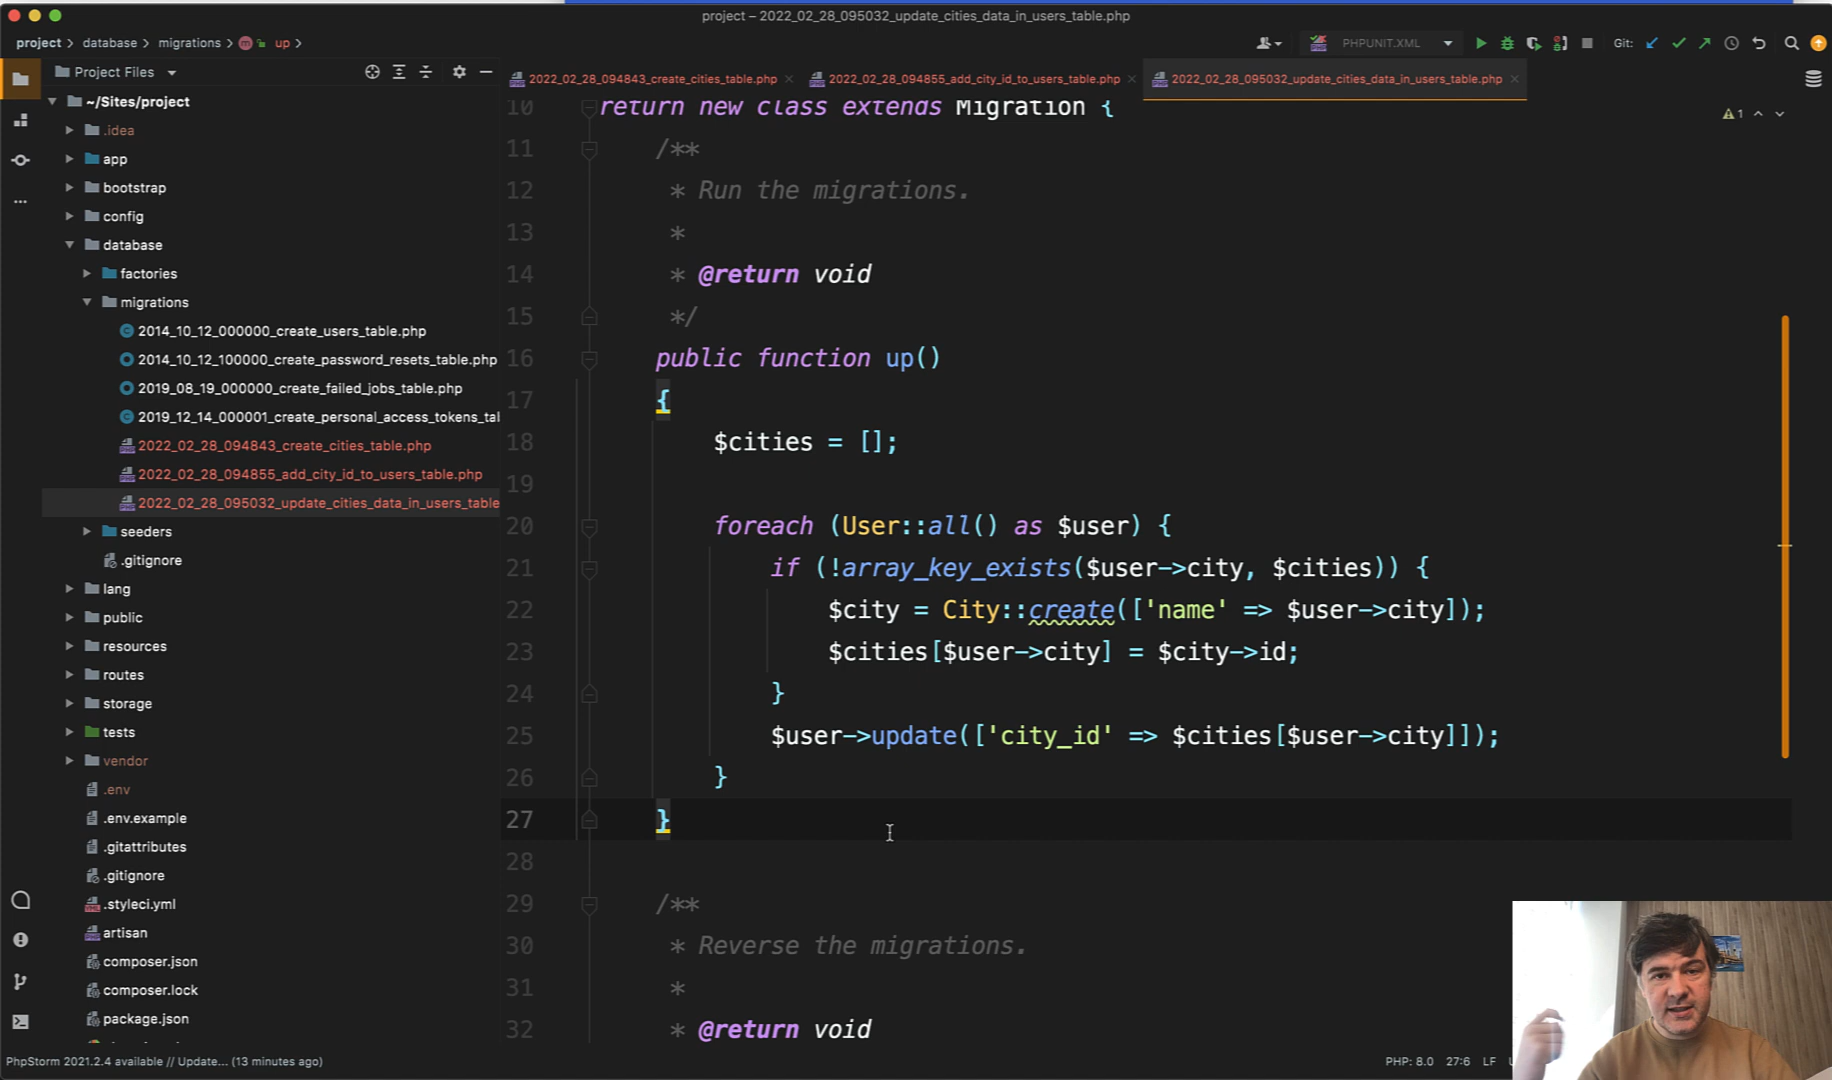 project – 2022_02_28_095032_update_cities_data_in_users_table.php
project > database > migrations > m up >
PHPUNIT.XML
Git:
Project Files
2022_02_28_094843_create_cities_table.php
2022_02_28_094855_add_city_id_to_users_table.php
2022_02_28_095032_update_cities_data_in_users_table.php
~/Sites/project
.idea
app
bootstrap
config
database
factories
migrations
2014_10_12_000000_create_users_table.php
2014_10_12_100000_create_password_resets_table.php
2019_08_19_000000_create_failed_jobs_table.php
2019_12_14_000001_create_personal_access_tokens_tal
2022_02_28_094843_create_cities_table.php
2022_02_28_094855_add_city_id_to_users_table.php
2022_02_28_095032_update_cities_data_in_users_table
seeders
.gitignore
lang
public
resources
routes
storage
tests
vendor
.env
.env.example
.gitattributes
.gitignore
.styleci.yml
artisan
composer.json
composer.lock
package.json
10 return new class extends Migration {
11 /**
12 * Run the migrations.
13 *
14 * @return void
15 */
16 public function up()
17 {
18 $cities = [];
19
20 foreach (User::all() as $user) {
21 if (!array_key_exists($user->city, $cities)) {
22 $city = City::create(['name' => $user->city]);
23 $cities[$user->city] = $city->id;
24 }
25 $user->update(['city_id' => $cities[$user->city]]);
26 }
27 }
28
29 /**
30 * Reverse the migrations.
31 *
32 * @return void
1
PhpStorm 2021.2.4 available // Update... (13 minutes ago)
PHP: 8.0 27:6 LF